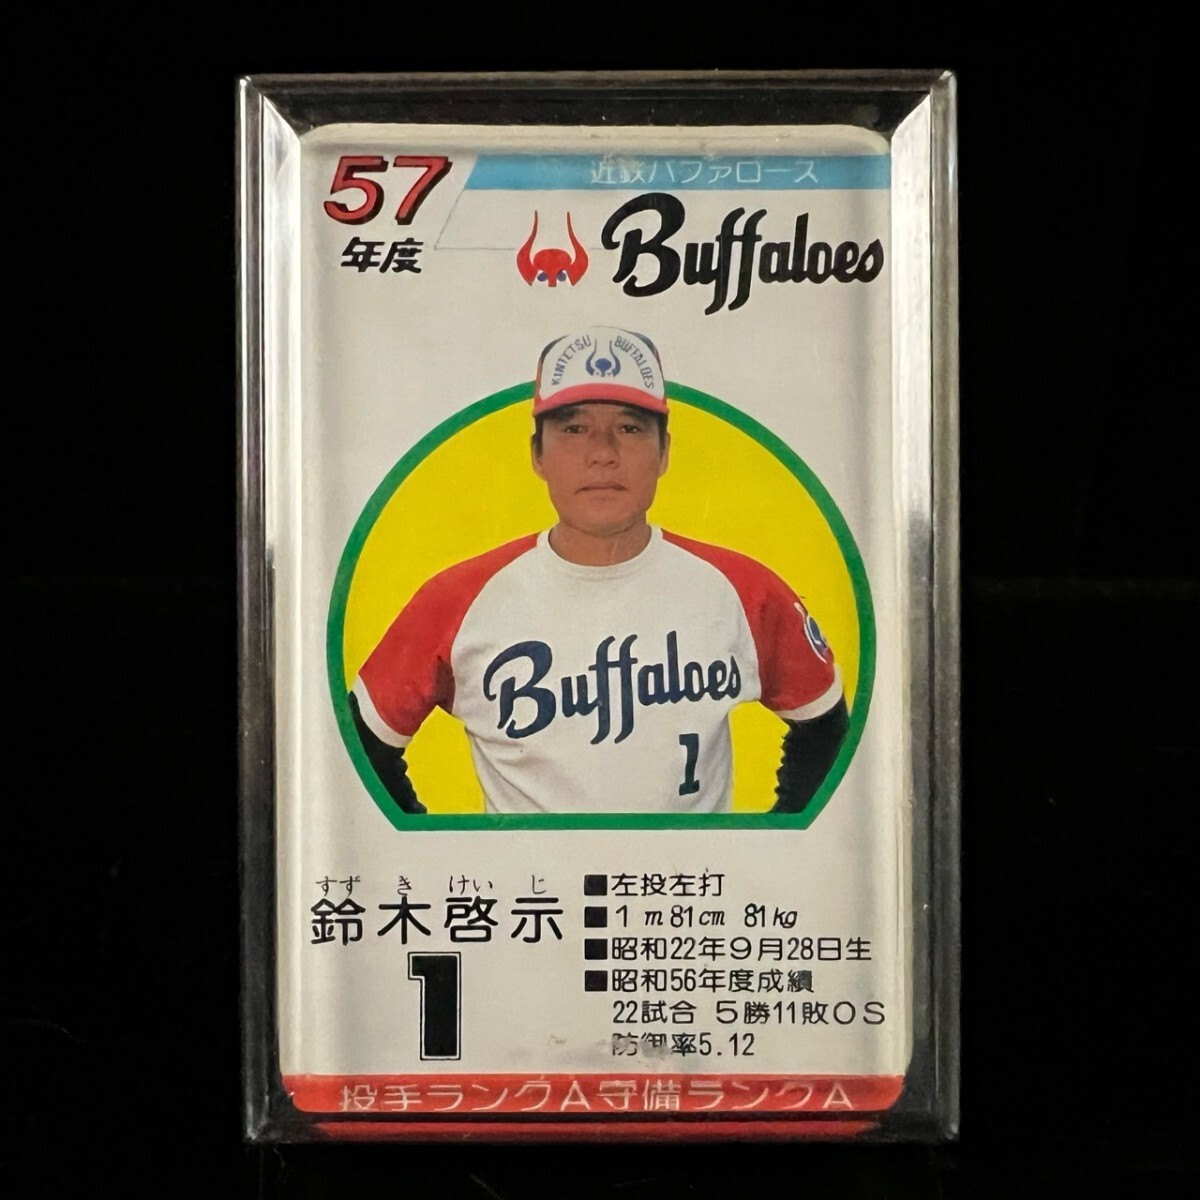 57
年度
近鉄バファローズ
Buffaloes
KINTETSU BUFFALOES
Buffaloes
1
すず き けい じ
鈴木啓示
1
■左投左打
■1m81cm 81kg
■昭和22年9月28日生
■昭和56年度成績
22試合 5勝11敗0S
防御率5.12
投手ランクA守備ランクA